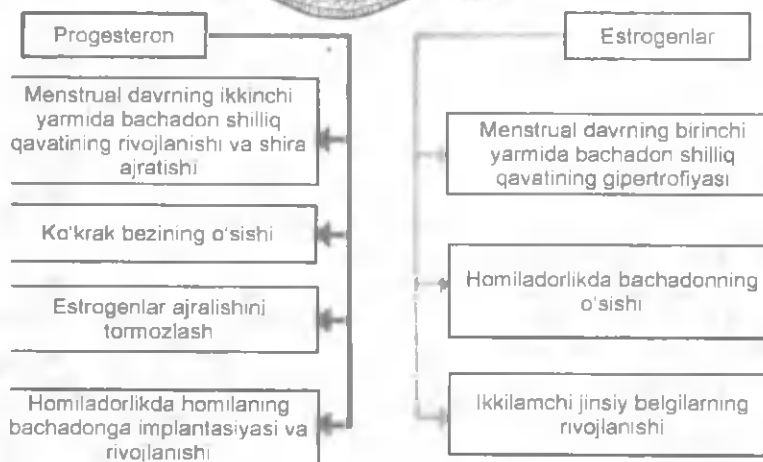 Progesteron
Menstrual davrning ikkinchi
yarmida bachadon shilliq
qavatining rivojlanishi va shira
ajratishi
Ko'krak bezining o'sishi
Estrogenlar ajralishini
tormozlash
Homiladorlikda homilaning
bachadonga implantasiyasi va
rivojlanishi
Estrogenlar
Menstrual davrning birinchi
yarmida bachadon shilliq
qavatining gipertrofiyasi
Homiladorlikda bachadonning
o'sishi
Ikkilamchi jinsiy belgilarning
rivojlanishi